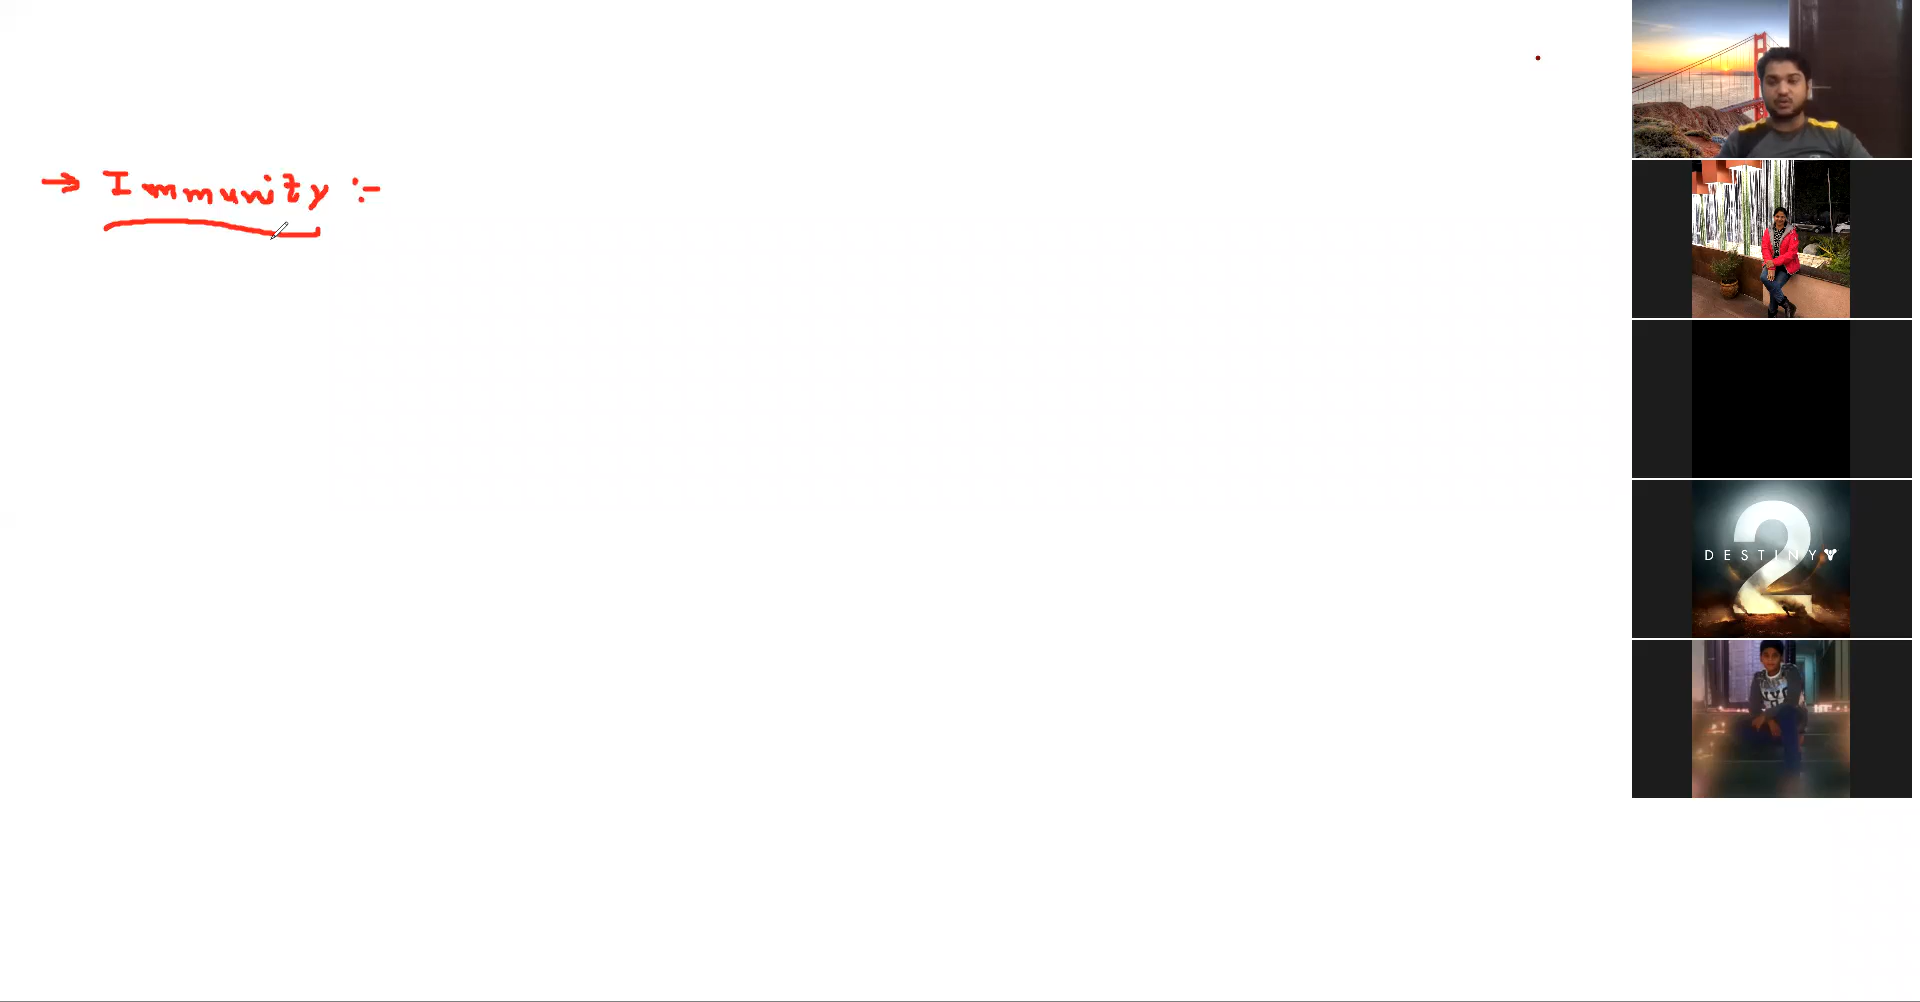 → Immunity :-
2
DESTINY